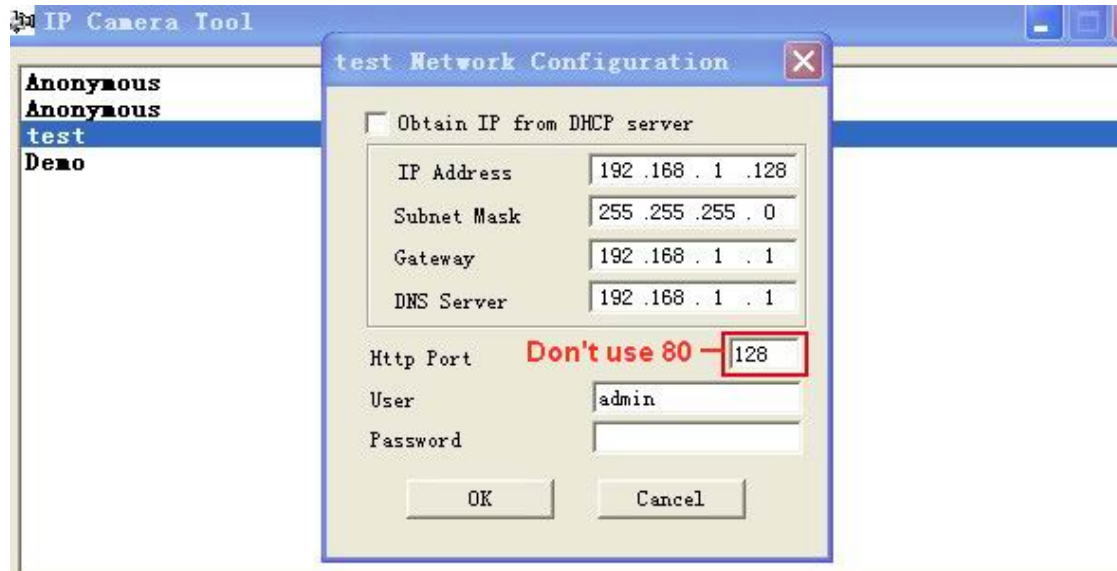 IP Camera Tool
test Network Configuration
Anonymous
Anonymous
test
Demo
Obtain IP from DHCP server
IP Address 192 .168 . 1 .128
Subnet Mask 255 .255 .255 . 0
Gateway 192 .168 . 1 . 1
DNS Server 192 .168 . 1 . 1
Http Port Don't use 80 128
User admin
Password
OK Cancel